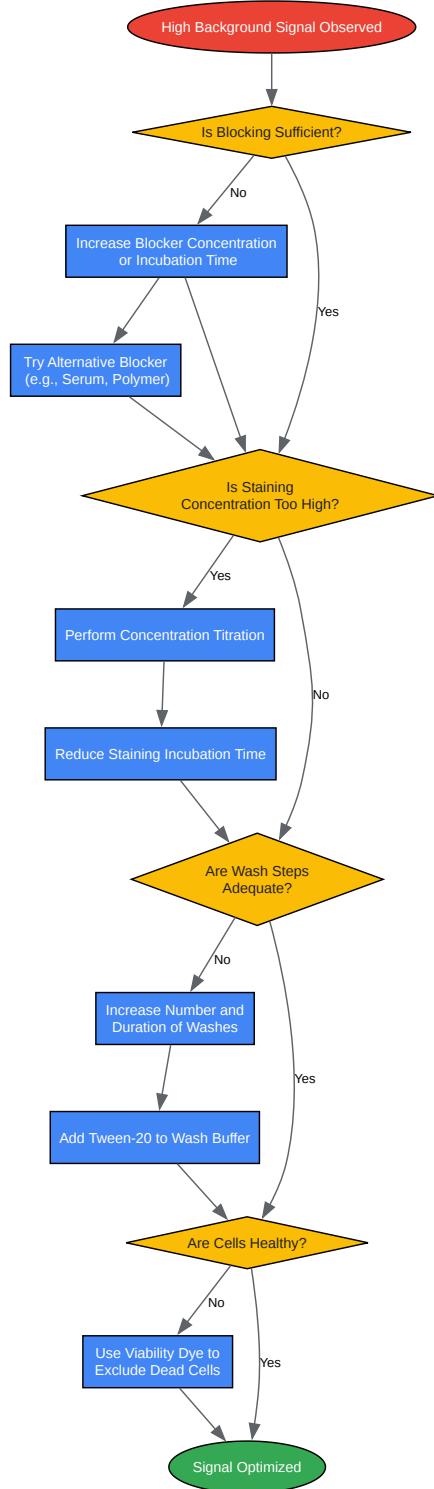 High Background Signal Observed
Is Blocking Sufficient?
No
Increase Blocker Concentration
or Incubation Time
Yes
Try Alternative Blocker
(e.g., Serum, Polymer)
Is Staining
Concentration Too High?
Yes
Perform Concentration Titration
No
Reduce Staining Incubation Time
Are Wash Steps
Adequate?
No
Increase Number and
Duration of Washes
Yes
Add Tween-20 to Wash Buffer
Are Cells Healthy?
No
Use Viability Dye to
Exclude Dead Cells
Yes
Signal Optimized